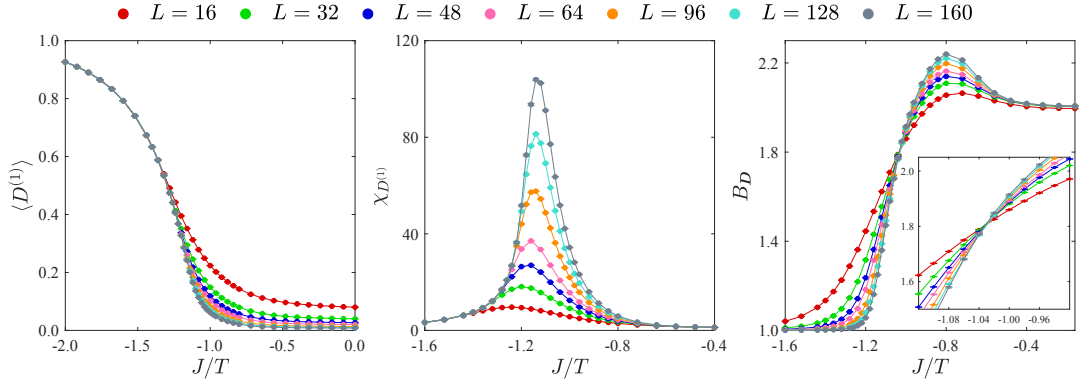 L = 16 L = 32 L = 48 L = 64 L = 96 L = 128 L = 160
1.0
0.8
0.6
0.4
0.2
0.0
⟨D⁽¹⁾⟩
-2.0 -1.5 -1.0 -0.5 0.0
J/T
120
80
40
0
χ_D⁽¹⁾
-1.6 -1.2 -0.8 -0.4
J/T
2.2
1.8
1.4
1.0
B_D
-1.6 -1.2 -0.8 -0.4
J/T
2.0
1.8
1.6
-1.08 -1.04 -1.00 -0.96